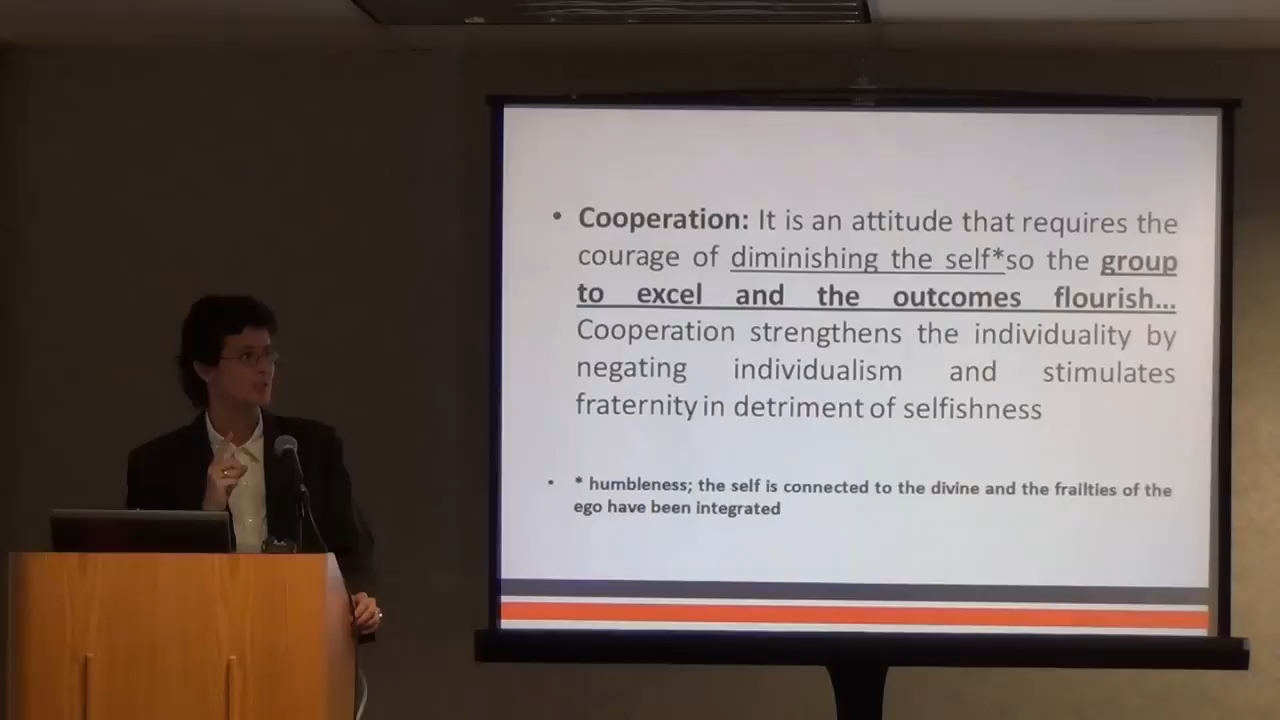 • Cooperation: It is an attitude that requires the
courage of diminishing the self*so the group
to excel and the outcomes flourish...
Cooperation strengthens the individuality by
negating individualism and stimulates
fraternity in detriment of selfishness
• * humbleness; the self is connected to the divine and the frailties of the
ego have been integrated